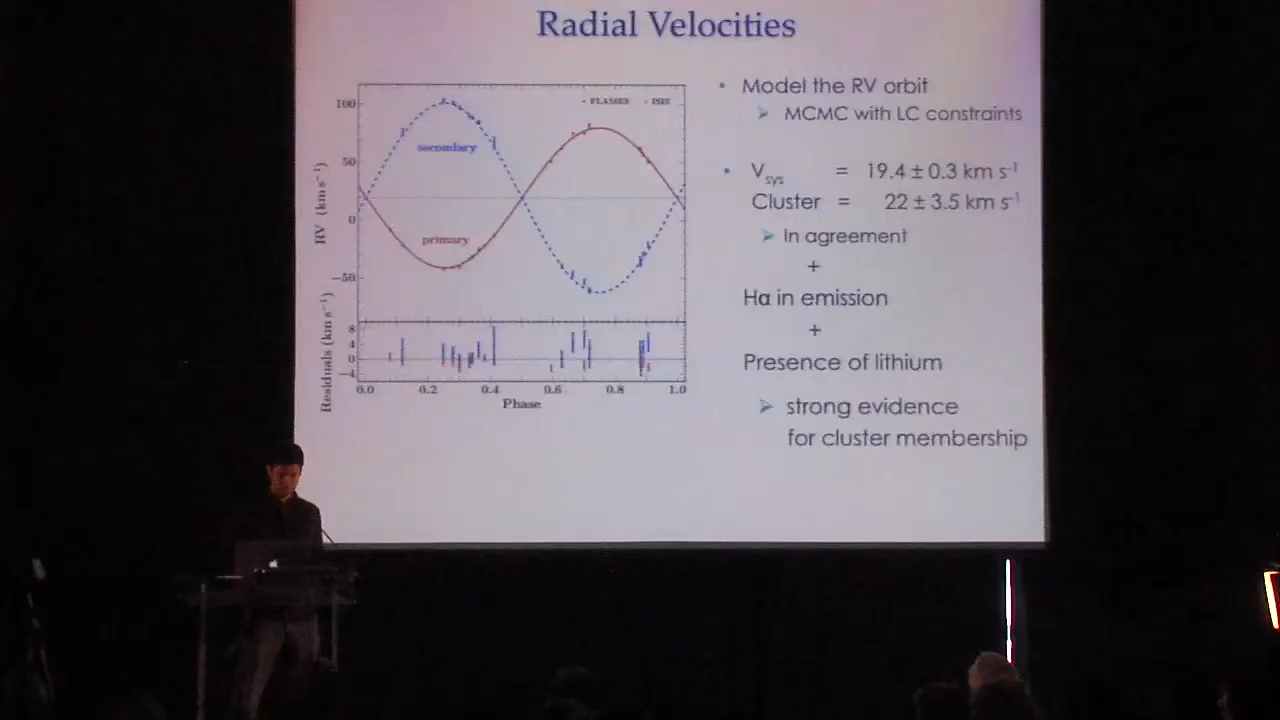 Radial Velocities
• Model the RV orbit
➢ MCMC with LC constraints
• Vsys = 19.4 ± 0.3 km s⁻¹
Cluster = 22 ± 3.5 km s⁻¹
➢ In agreement
+
Hα in emission
+
Presence of lithium
➢ strong evidence
for cluster membership
RV (km s⁻¹)
100
50
0
−50
FLAMES
secondary
primary
Residuals (km s⁻¹)
8
4
0
−4
0.0 0.2 0.4 0.6 0.8 1.0
Phase